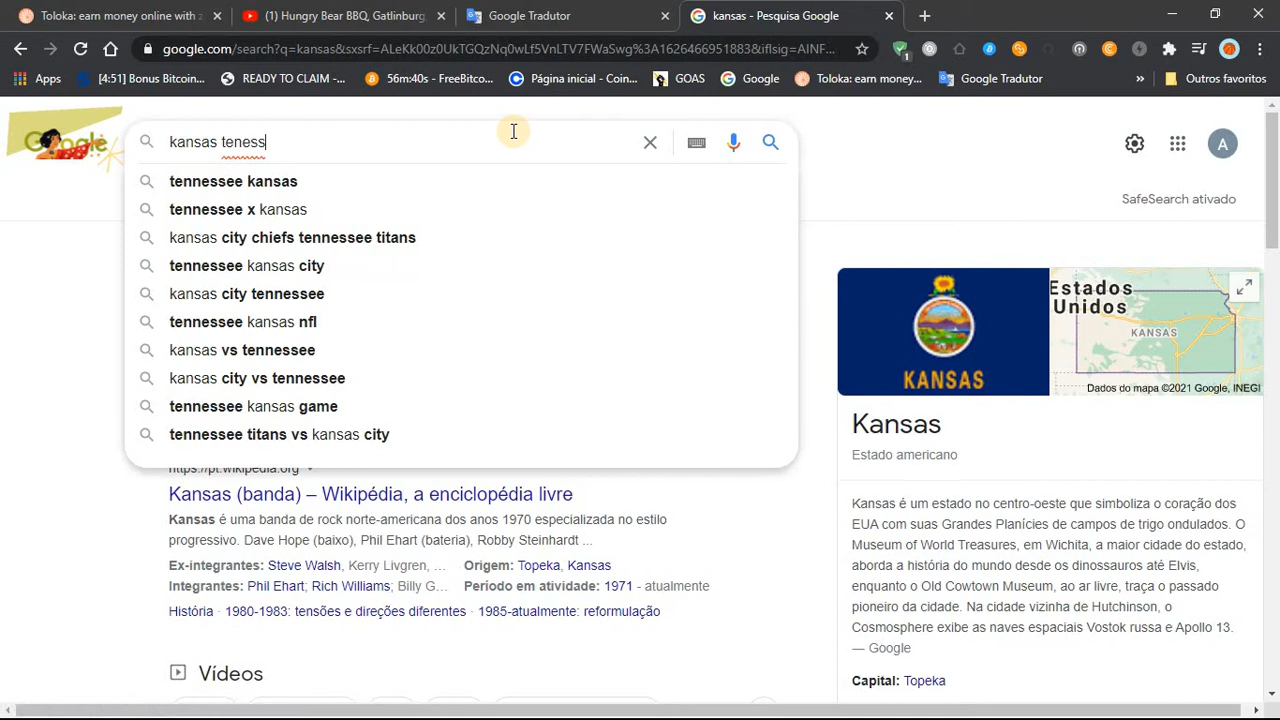 Toloka: earn money online with z
(1) Hungry Bear BBQ, Gatlinburg,
Google Tradutor
kansas - Pesquisa Google
google.com/search?q=kansas&sxsrf=ALeKk00z0UkTGQzNq0wLf5VnLTV7FWaSwg%3A1626466951883&iflsig=AINF...
1
Apps
[4:51] Bonus Bitcoin...
READY TO CLAIM -...
56m:40s - FreeBitco...
Página inicial - Coin...
GOAS
Google
Toloka: earn money...
Google Tradutor
»
Outros favoritos
Google
kansas teness
A
SafeSearch ativado
tennessee kansas
tennessee x kansas
kansas city chiefs tennessee titans
tennessee kansas city
kansas city tennessee
tennessee kansas nfl
kansas vs tennessee
kansas city vs tennessee
tennessee kansas game
tennessee titans vs kansas city
https://pt.wikipedia.org
Kansas (banda) – Wikipédia, a enciclopédia livre
Kansas é uma banda de rock norte-americana dos anos 1970 especializada no estilo
progressivo. Dave Hope (baixo), Phil Ehart (bateria), Robby Steinhardt ...
Ex-integrantes: Steve Walsh, Kerry Livgren, ... Origem: Topeka, Kansas
Integrantes: Phil Ehart; Rich Williams; Billy G... Período em atividade: 1971 - atualmente
História · 1980-1983: tensões e direções diferentes · 1985-atualmente: reformulação
Vídeos
KANSAS
Estados
Unidos
KANSAS
Dados do mapa ©2021 Google, INEGI
Kansas
Estado americano
Kansas é um estado no centro-oeste que simboliza o coração dos
EUA com suas Grandes Planícies de campos de trigo ondulados. O
Museum of World Treasures, em Wichita, a maior cidade do estado,
aborda a história do mundo desde os dinossauros até Elvis,
enquanto o Old Cowtown Museum, ao ar livre, traça o passado
pioneiro da cidade. Na cidade vizinha de Hutchinson, o
Cosmosphere exibe as naves espaciais Vostok russa e Apollo 13.
— Google
Capital: Topeka